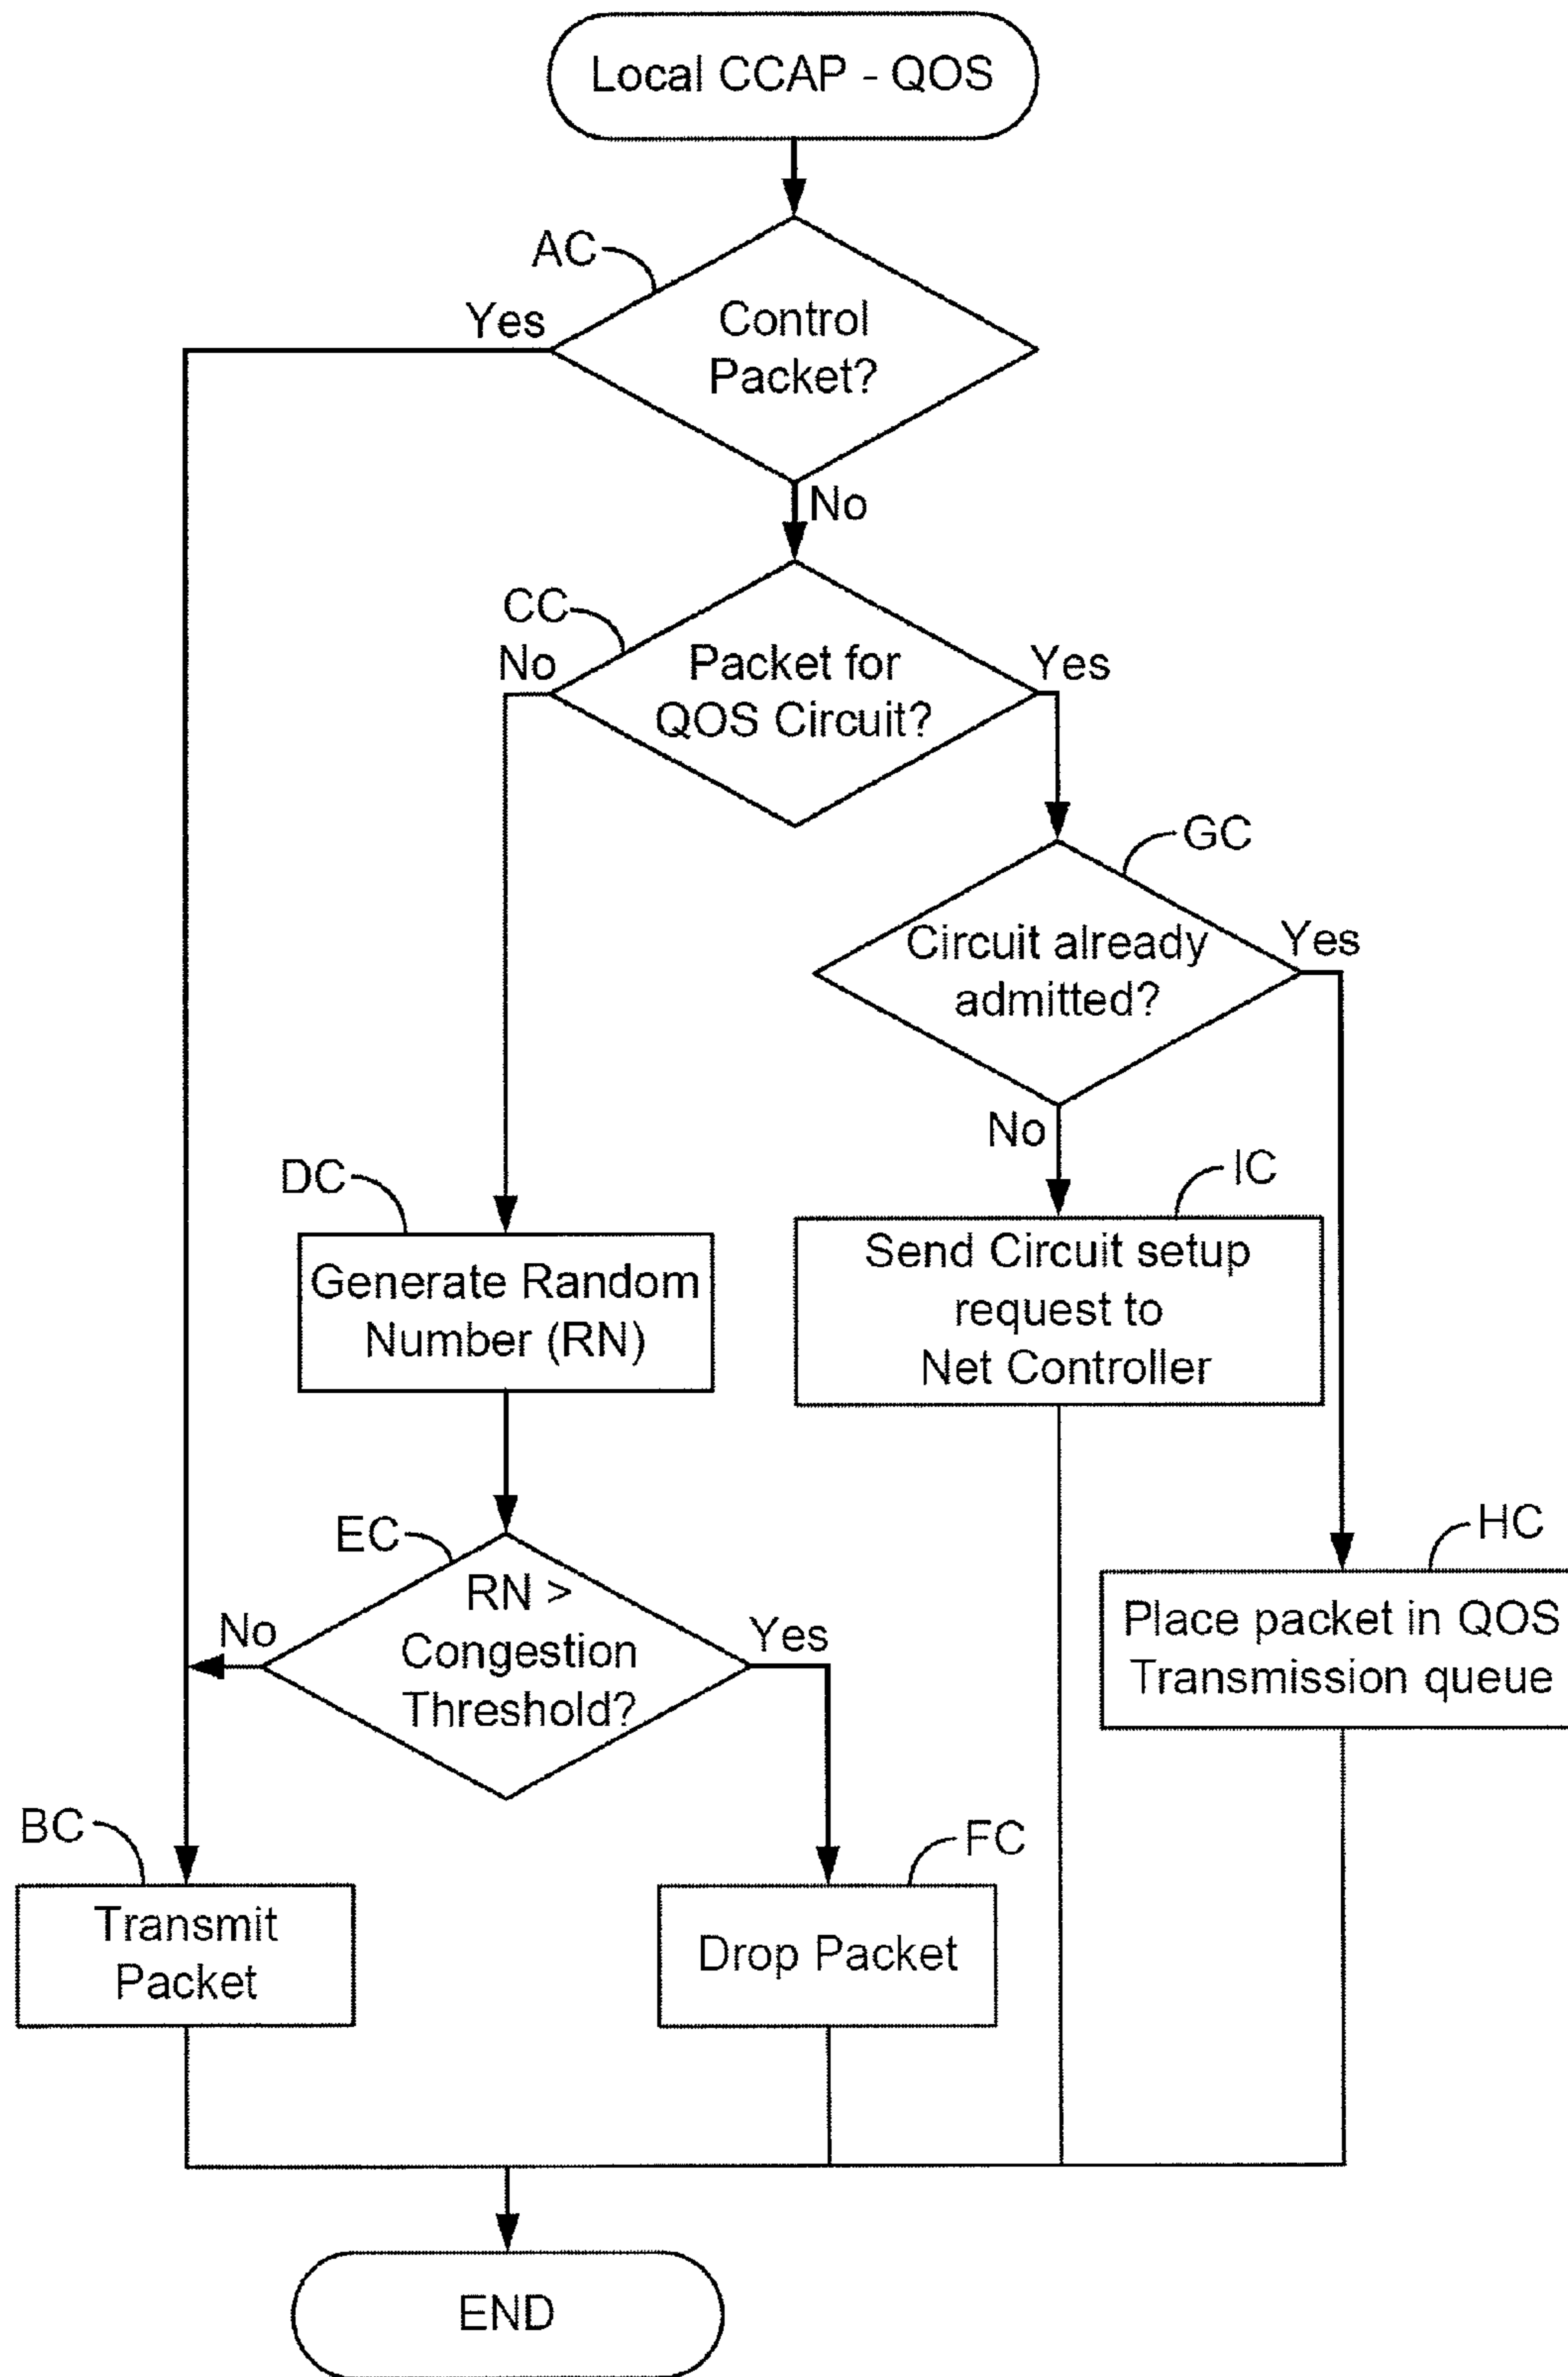 Local CCAP - QOS
AC
Yes
Control
Packet?
No
CC
No
Packet for
QOS Circuit?
Yes
GC
Circuit already
admitted?
Yes
No
DC
IC
Generate Random
Number (RN)
Send Circuit setup
request to
Net Controller
EC
RN >
Congestion
Threshold?
No
Yes
HC
Place packet in QOS
Transmission queue
BC
FC
Transmit
Packet
Drop Packet
END